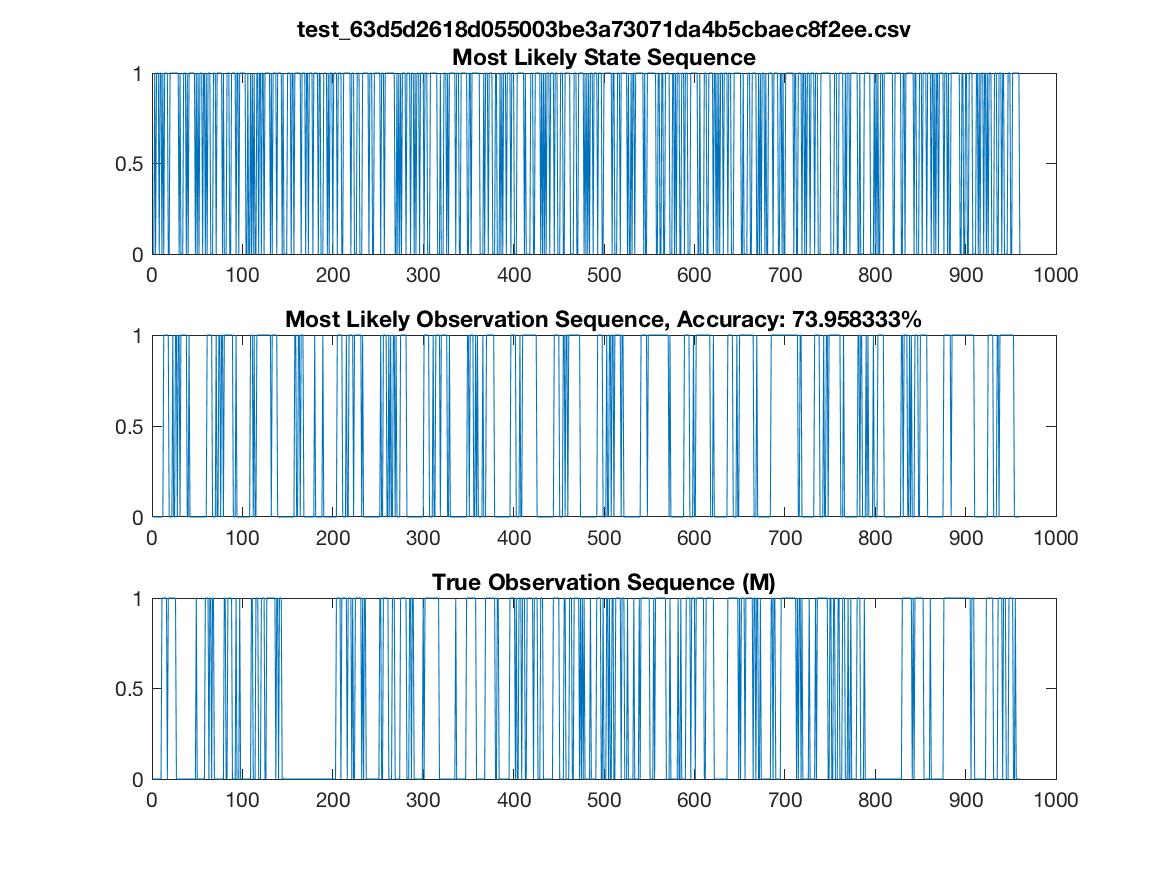 test_63d5d2618d055003be3a73071da4b5cbaec8f2ee.csv
Most Likely State Sequence
1
0.5
0
0 100 200 300 400 500 600 700 800 900 1000
Most Likely Observation Sequence, Accuracy: 73.958333%
1
0.5
0
0 100 200 300 400 500 600 700 800 900 1000
True Observation Sequence (M)
1
0.5
0
0 100 200 300 400 500 600 700 800 900 1000